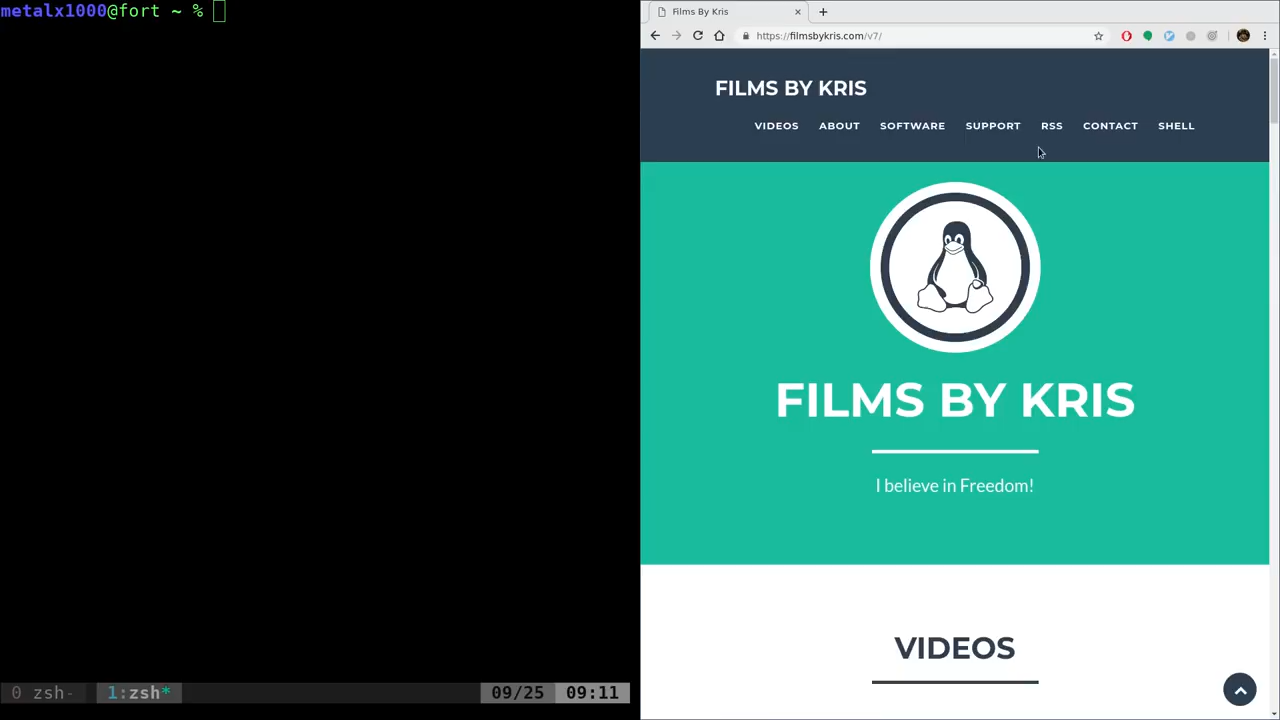 metalx1000@fort ~ %
0 zsh- 1:zsh* 09/25 09:11
Films By Kris
https://filmsbykris.com/v7/
FILMS BY KRIS
VIDEOS ABOUT SOFTWARE SUPPORT RSS CONTACT SHELL
FILMS BY KRIS
I believe in Freedom!
VIDEOS